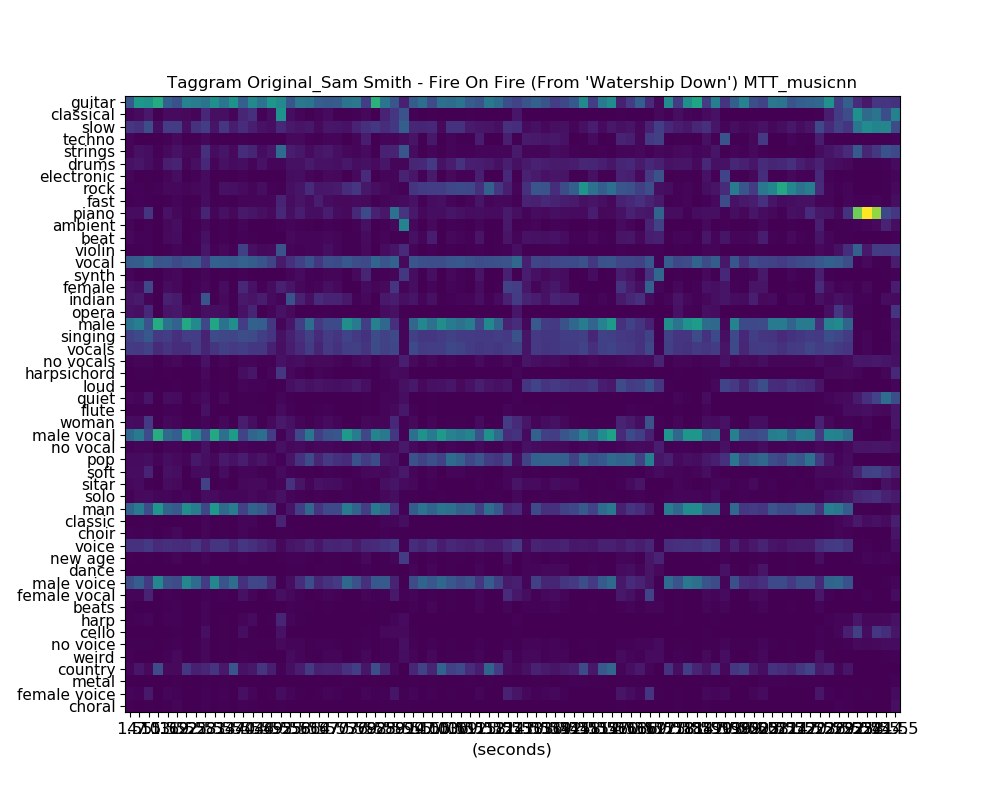 Taggram Original_Sam Smith - Fire On Fire (From 'Watership Down') MTT_musicnn
guitar
classical
slow
techno
strings
drums
electronic
rock
fast
piano
ambient
beat
violin
vocal
synth
female
indian
opera
male
singing
vocals
no vocals
harpsichord
loud
quiet
flute
woman
male vocal
no vocal
pop
soft
sitar
solo
man
classic
choir
voice
new age
dance
male voice
female vocal
beats
harp
cello
no voice
weird
country
metal
female voice
choral
(seconds)